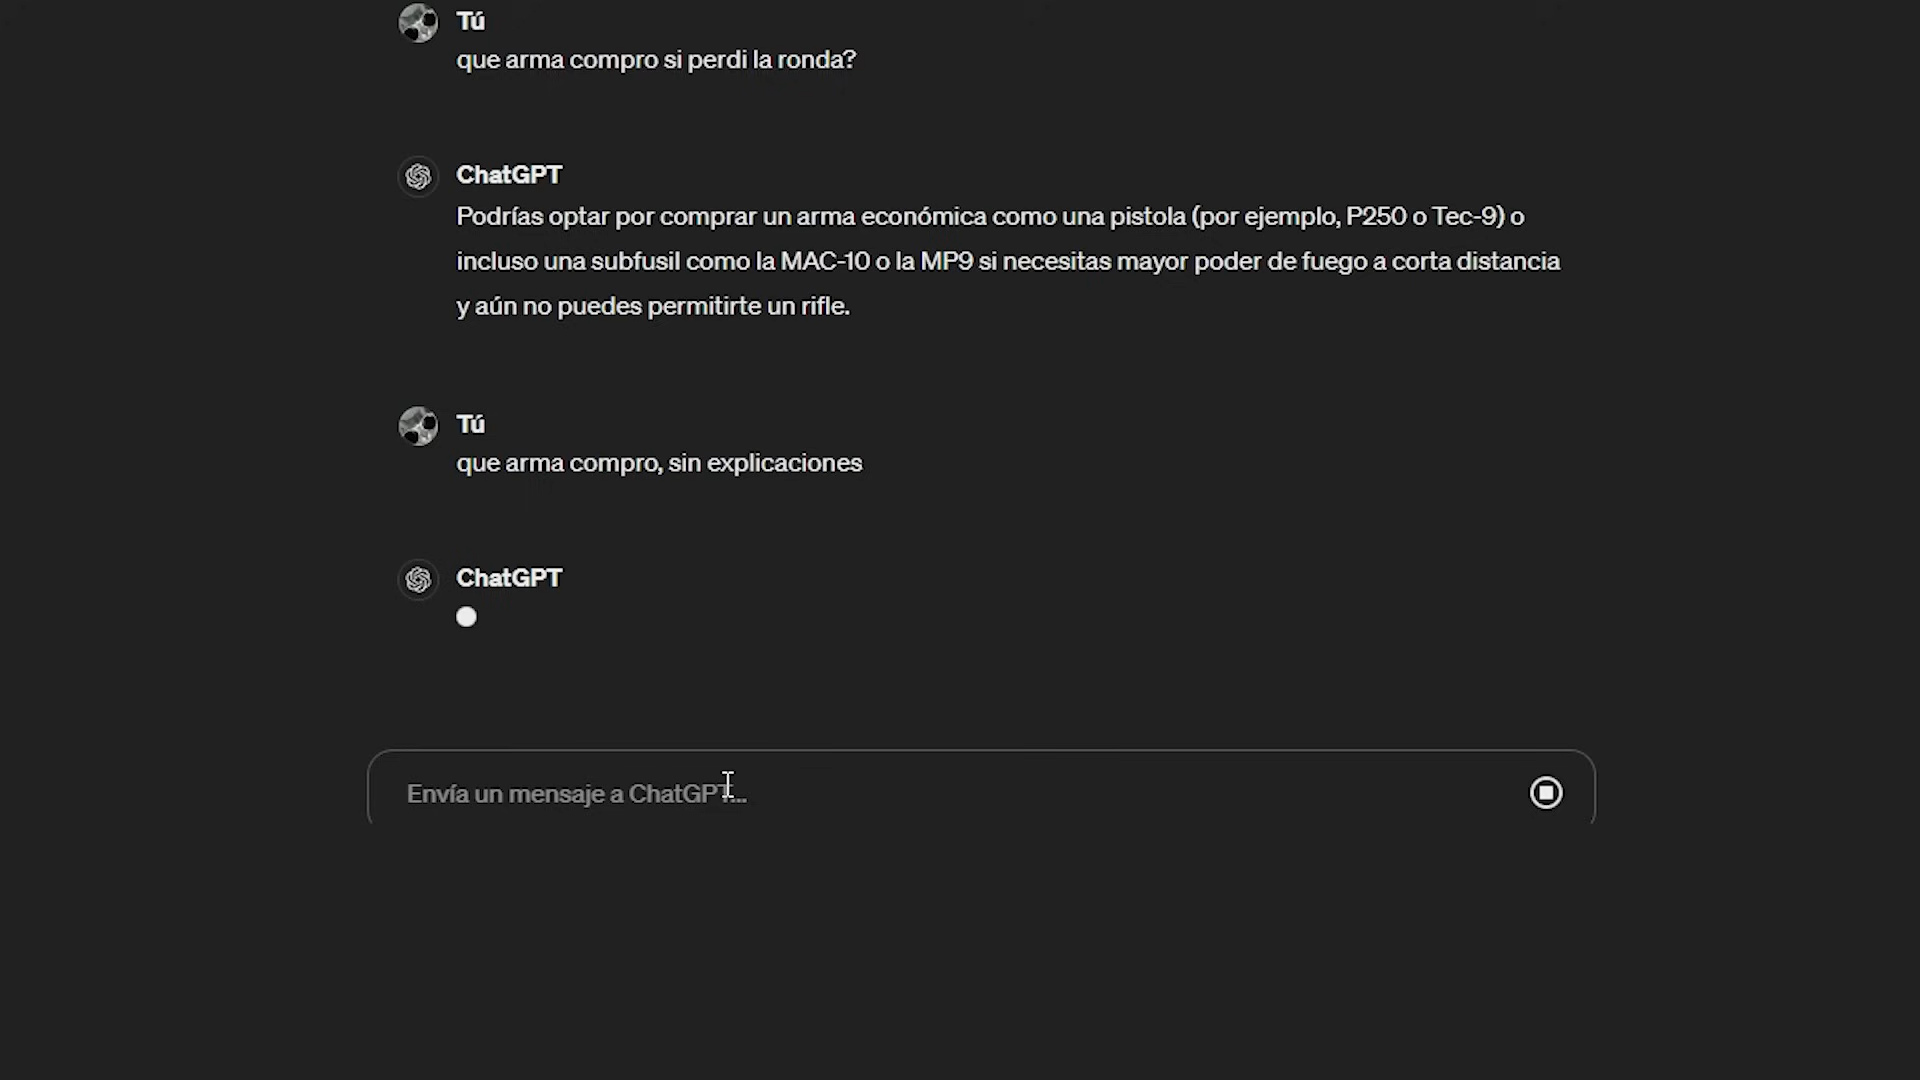 Tú
que arma compro si perdi la ronda?
ChatGPT
Podrías optar por comprar un arma económica como una pistola (por ejemplo, P250 o Tec-9) o
incluso una subfusil como la MAC-10 o la MP9 si necesitas mayor poder de fuego a corta distancia
y aún no puedes permitirte un rifle.
Tú
que arma compro, sin explicaciones
ChatGPT
Envía un mensaje a ChatGPT...